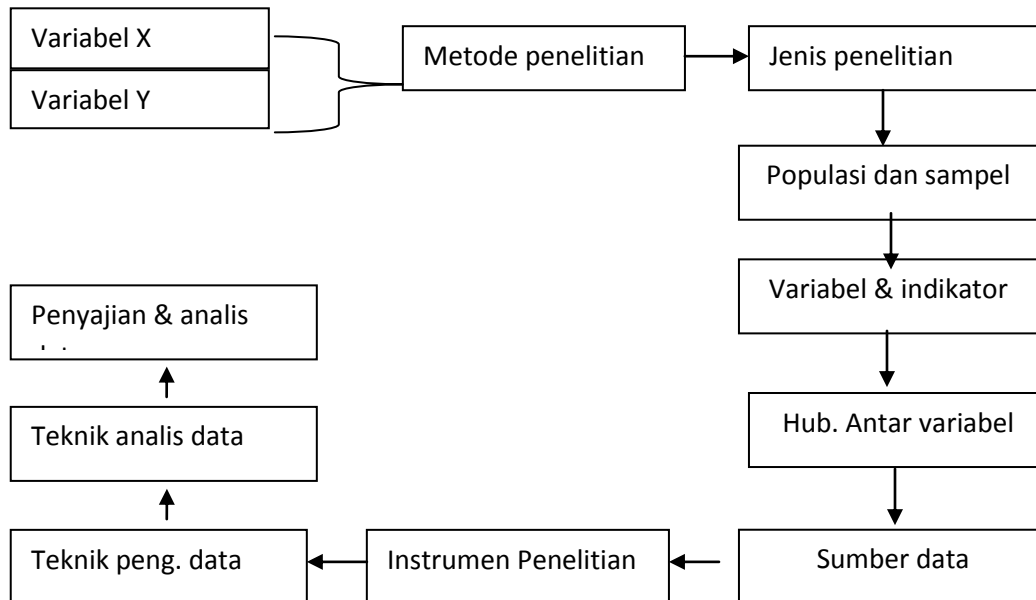 Variabel X
Variabel Y
Metode penelitian
Jenis penelitian
Populasi dan sampel
Variabel & indikator
Hub. Antar variabel
Sumber data
Instrumen Penelitian
Teknik peng. data
Teknik analis data
Penyajian & analis